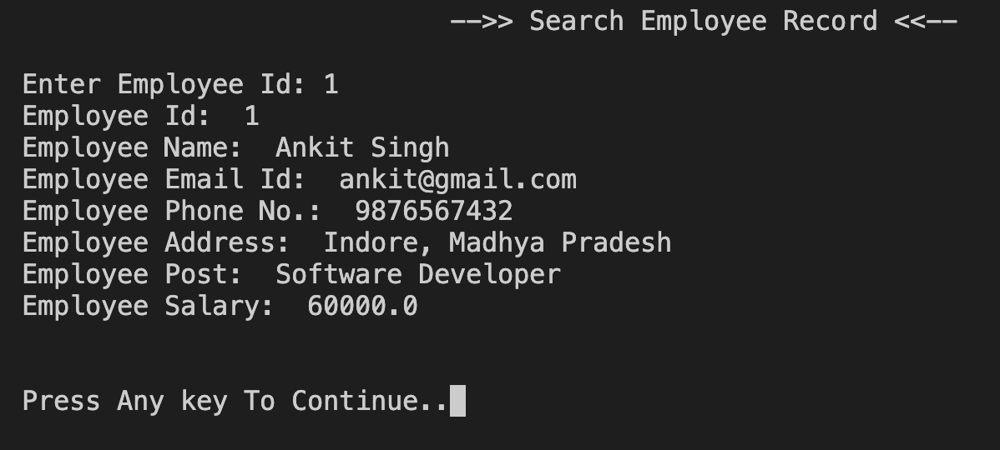 -->> Search Employee Record <<--
Enter Employee Id: 1
Employee Id:  1
Employee Name:  Ankit Singh
Employee Email Id:  ankit@gmail.com
Employee Phone No.:  9876567432
Employee Address:  Indore, Madhya Pradesh
Employee Post:  Software Developer
Employee Salary:  60000.0
Press Any key To Continue..